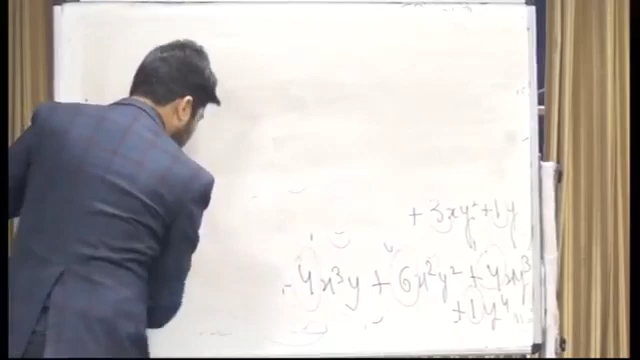 + 3xy² + 1y
4x³y + 6x²y² + 4xy³
+ 1y⁴